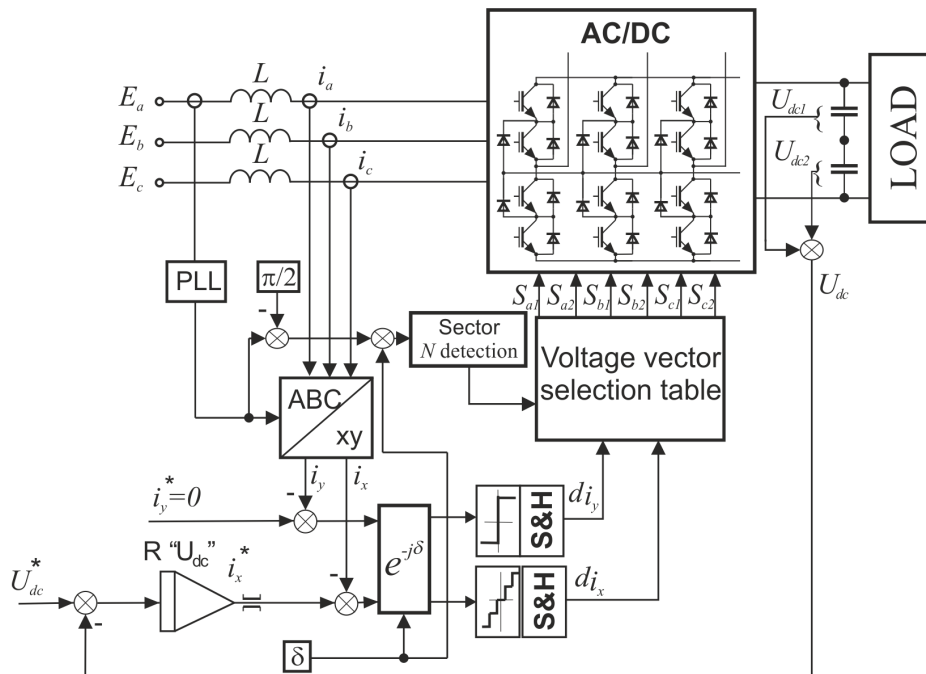 AC/DC
L
i_a
E_a
L
i_b
E_b
L
i_c
E_c
U_dc1
U_dc2
LOAD
U_dc
PLL
π/2
-
S_a1 S_a2 S_b1 S_b2 S_c1 S_c2
Sector
N detection
Voltage vector
selection table
ABC
xy
i_y
i_x
-
i_y^*=0
S&H
di_y
R "U_dc"
i_x^*
-
e^-jδ
S&H
di_x
U_dc^*
-
δ